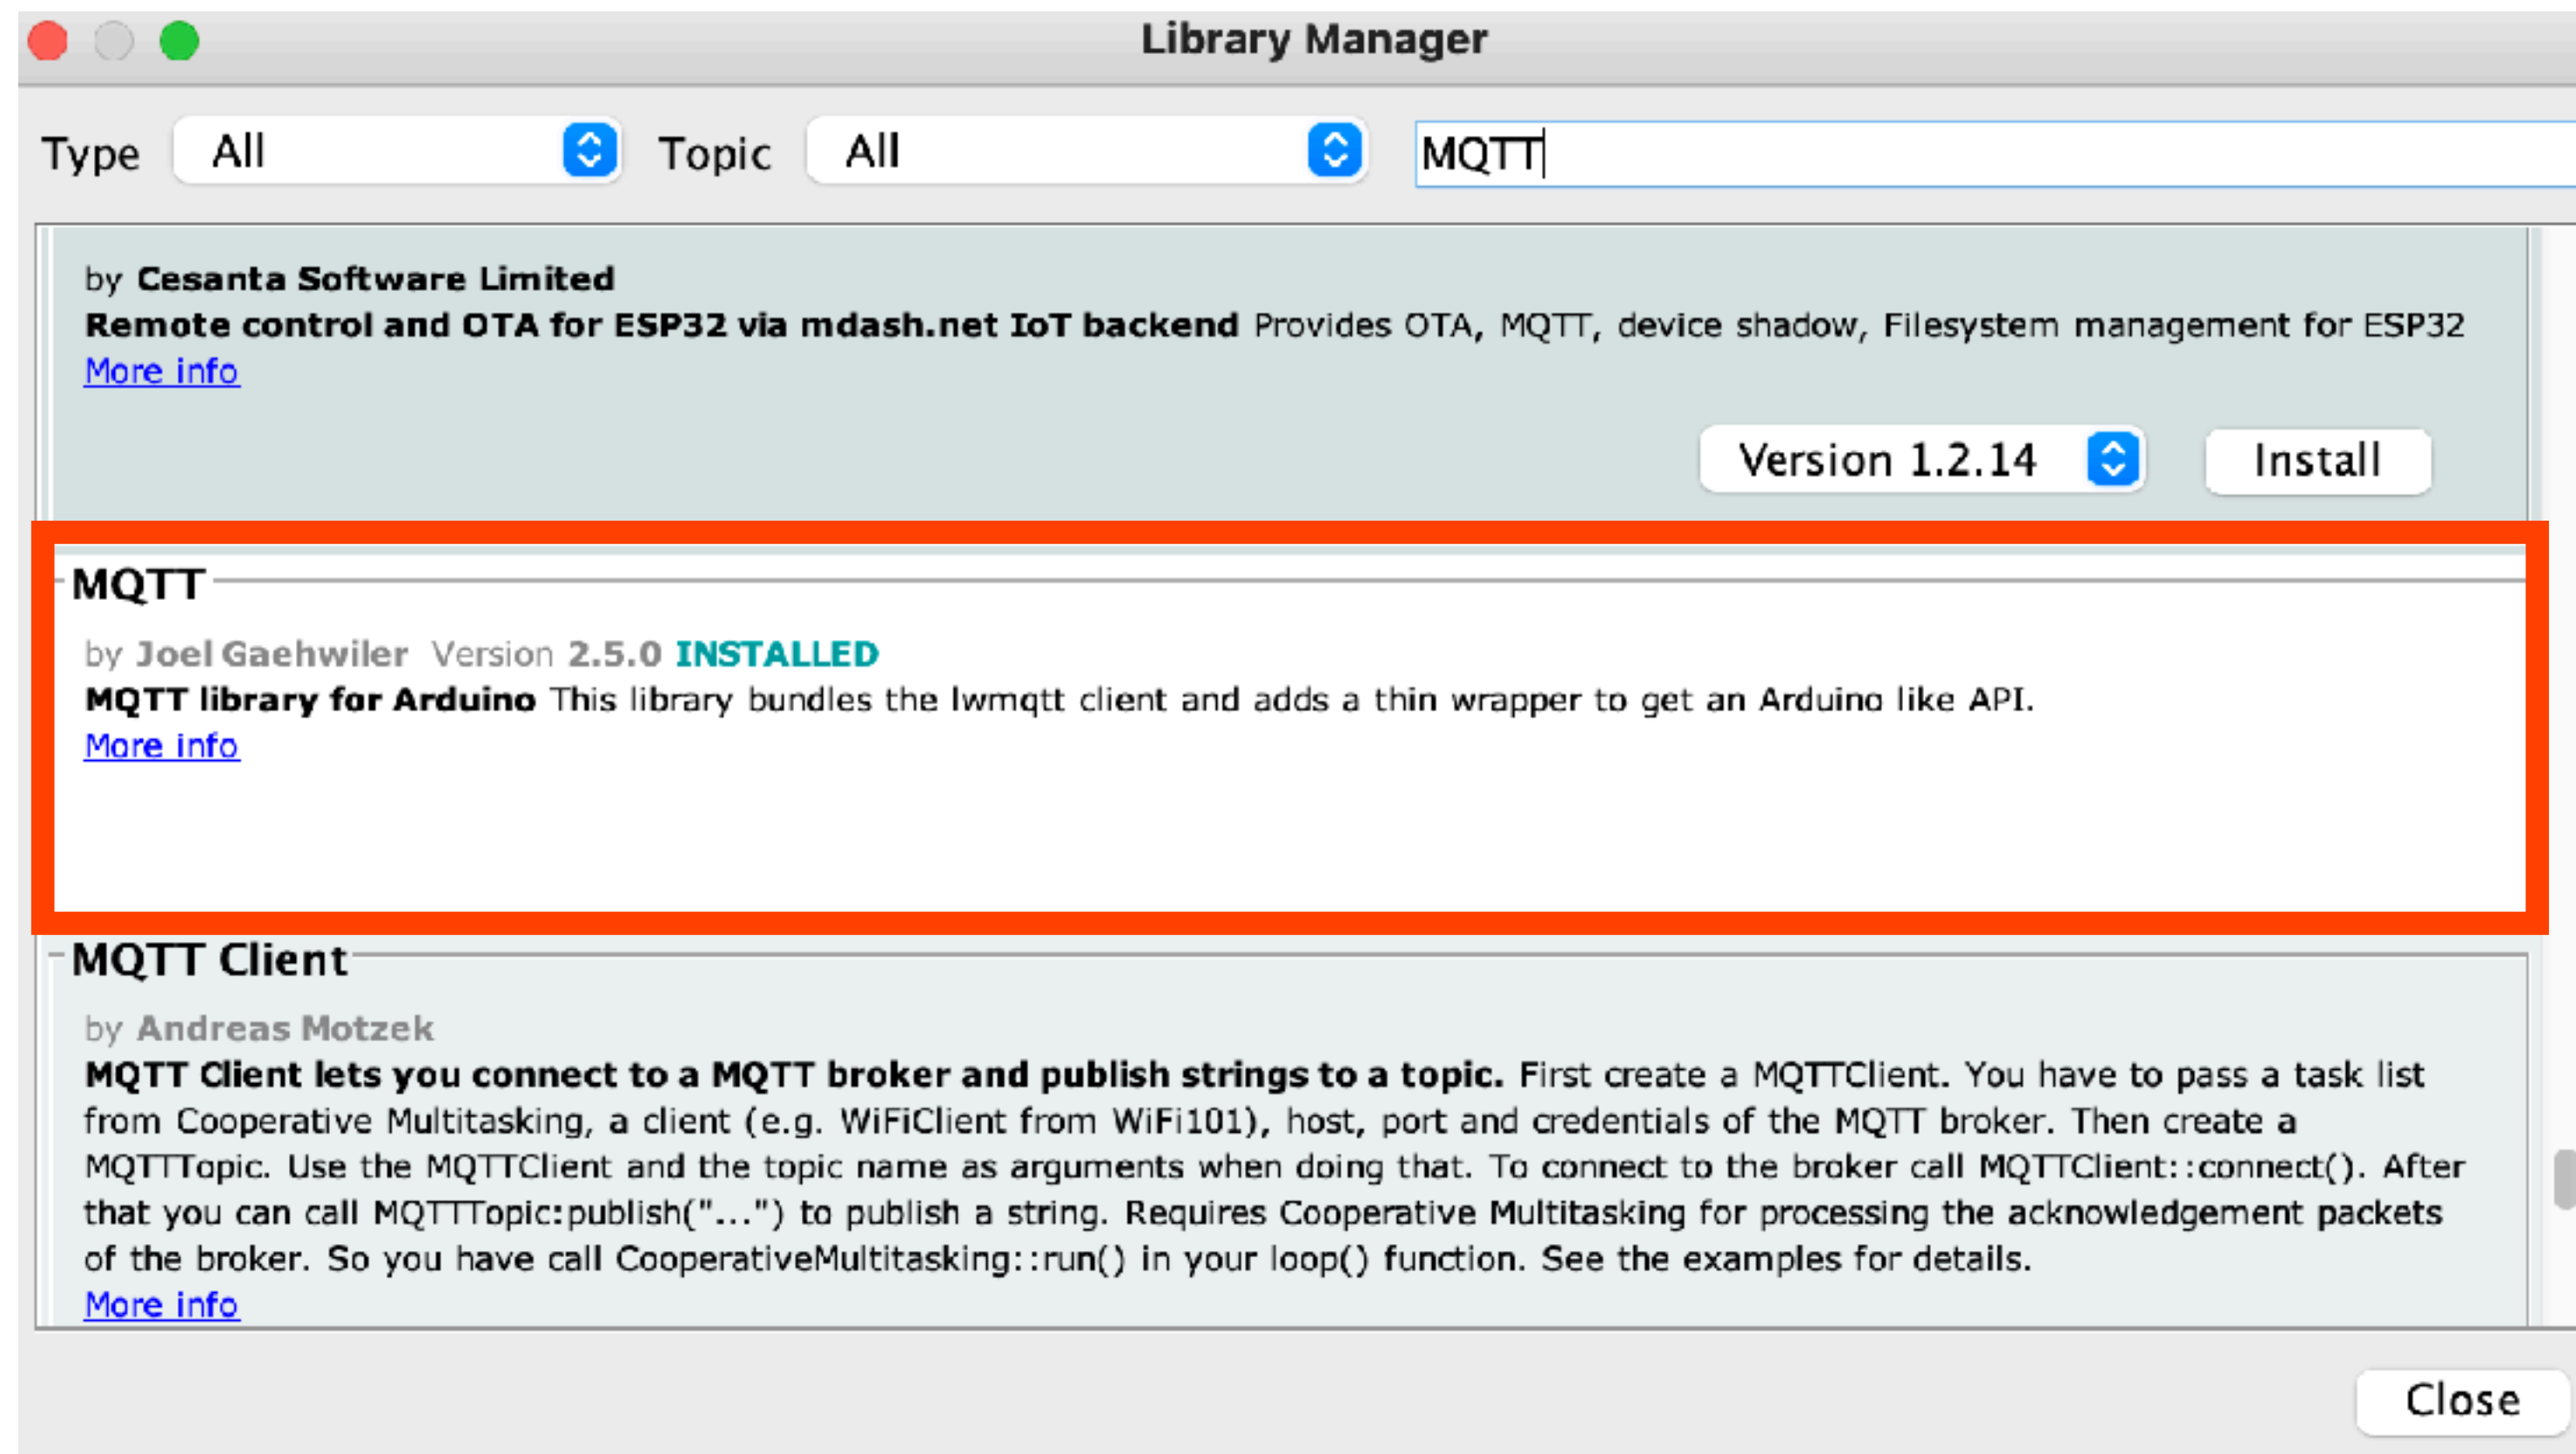 Library Manager
Type All Topic All MQTT
by Cesanta Software Limited
Remote control and OTA for ESP32 via mdash.net IoT backend Provides OTA, MQTT, device shadow, Filesystem management for ESP32
More info
Version 1.2.14 Install
MQTT
by Joel Gaehwiler Version 2.5.0 INSTALLED
MQTT library for Arduino This library bundles the lwmqtt client and adds a thin wrapper to get an Arduino like API.
More info
MQTT Client
by Andreas Motzek
MQTT Client lets you connect to a MQTT broker and publish strings to a topic. First create a MQTTClient. You have to pass a task list
from Cooperative Multitasking, a client (e.g. WiFiClient from WiFi101), host, port and credentials of the MQTT broker. Then create a
MQTTTopic. Use the MQTTClient and the topic name as arguments when doing that. To connect to the broker call MQTTClient::connect(). After
that you can call MQTTTopic:publish("...") to publish a string. Requires Cooperative Multitasking for processing the acknowledgement packets
of the broker. So you have call CooperativeMultitasking::run() in your loop() function. See the examples for details.
More info
Close